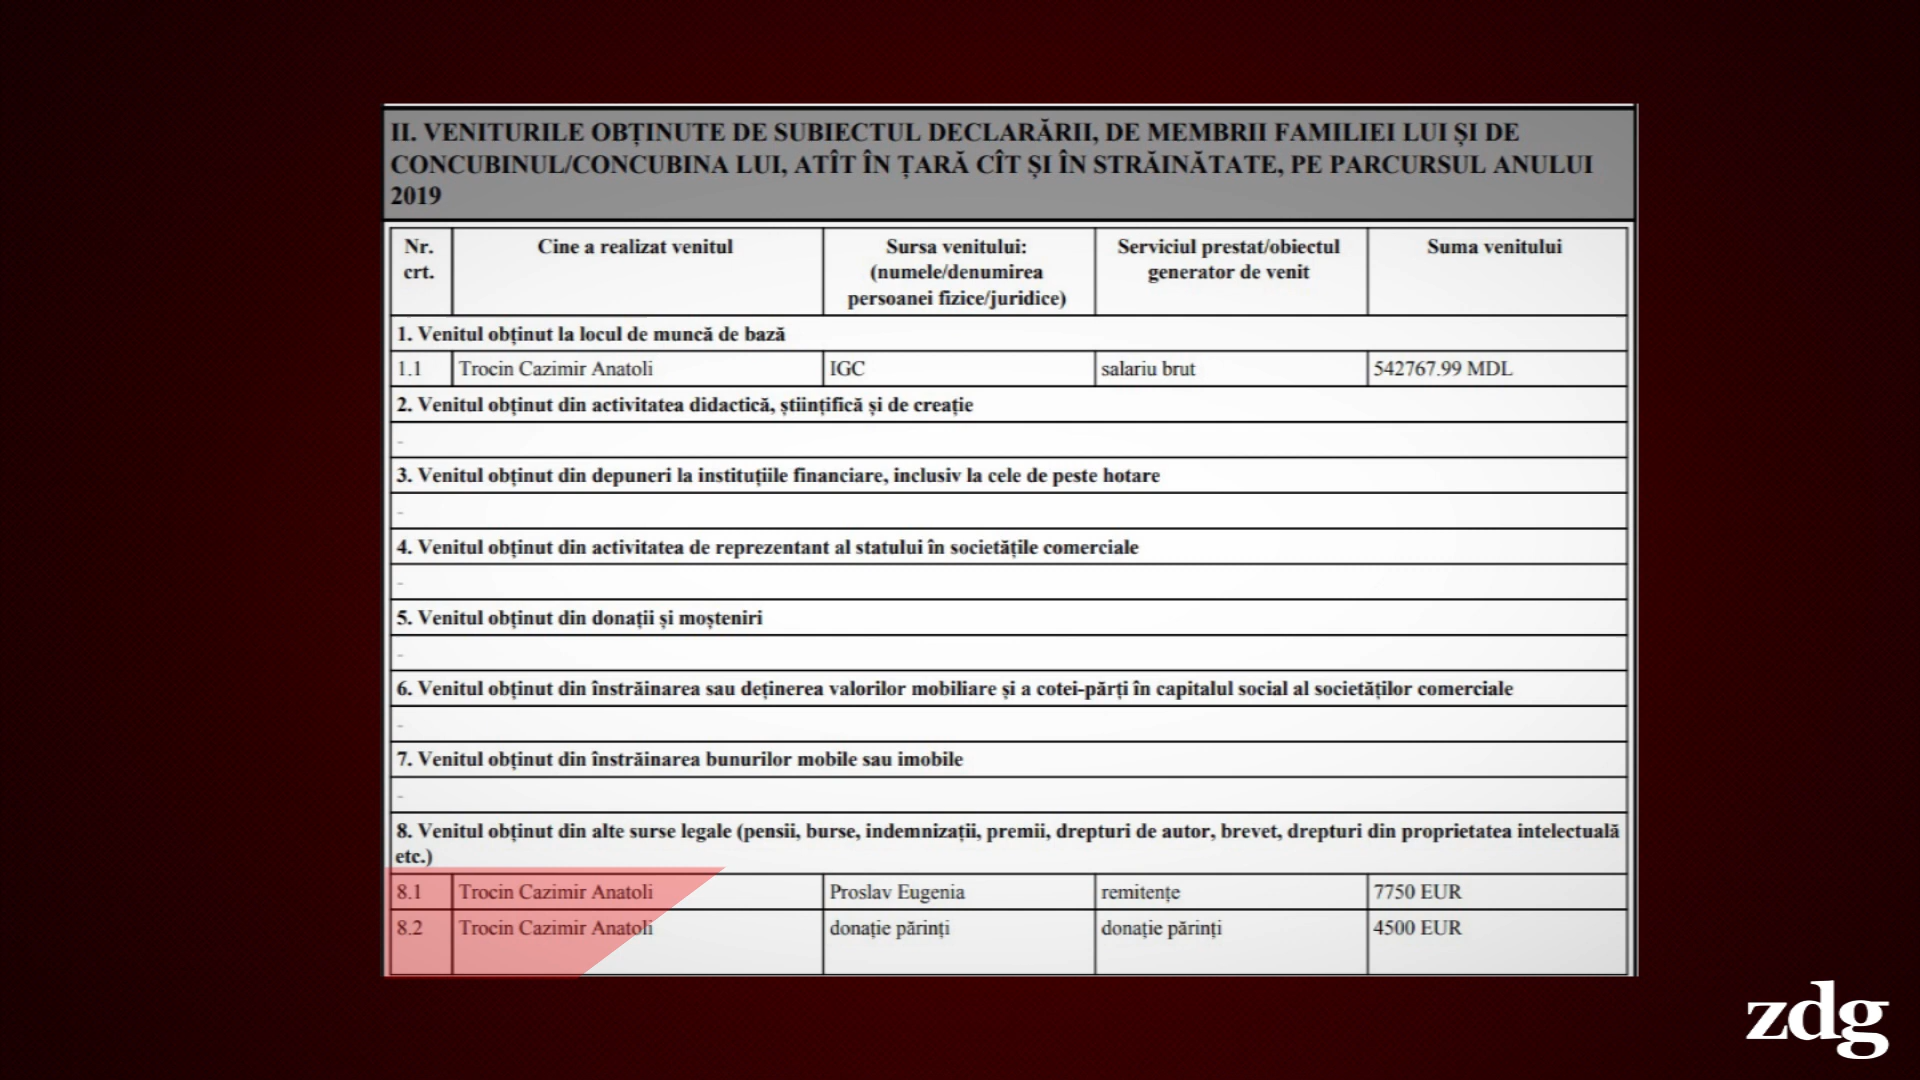 II. VENITURILE OBȚINUTE DE SUBIECTUL DECLARĂRII, DE MEMBRII FAMILIEI LUI ȘI DE
CONCUBINUL/CONCUBINA LUI, ATÎT ÎN ȚARĂ CÎT ȘI ÎN STRĂINĂTATE, PE PARCURSUL ANULUI
2019
Nr.
crt.
Cine a realizat venitul
Sursa venitului:
(numele/denumirea
persoanei fizice/juridice)
Serviciul prestat/obiectul
generator de venit
Suma venitului
1. Venitul obținut la locul de muncă de bază
1.1 Trocin Cazimir Anatoli IGC salariu brut 542767.99 MDL
2. Venitul obținut din activitatea didactică, științifică și de creație
-
3. Venitul obținut din depuneri la instituțiile financiare, inclusiv la cele de peste hotare
-
4. Venitul obținut din activitatea de reprezentant al statului în societățile comerciale
-
5. Venitul obținut din donații și moșteniri
-
6. Venitul obținut din înstrăinarea sau deținerea valorilor mobiliare și a cotei-părți în capitalul social al societăților comerciale
-
7. Venitul obținut din înstrăinarea bunurilor mobile sau imobile
-
8. Venitul obținut din alte surse legale (pensii, burse, indemnizații, premii, drepturi de autor, brevet, drepturi din proprietatea intelectuală
etc.)
8.1 Trocin Cazimir Anatoli Proslav Eugenia remitențe 7750 EUR
8.2 Trocin Cazimir Anatoli donație părinți donație părinți 4500 EUR
zdg